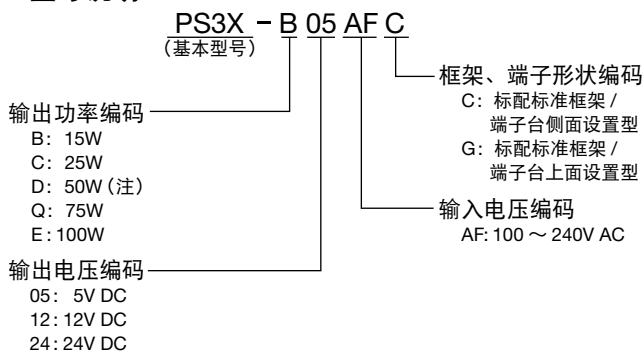 PS3X - B 05 AF C
(基本型号)
框架、端子形状编码
C：标配标准框架 /
端子台侧面设置型
G：标配标准框架 /
端子台上面设置型
输入电压编码
AF: 100 ～ 240V AC
输出功率编码
B： 15W
C： 25W
D： 50W (注)
Q： 75W
E : 100W
输出电压编码
05： 5V DC
12 : 12V DC
24 : 24V DC